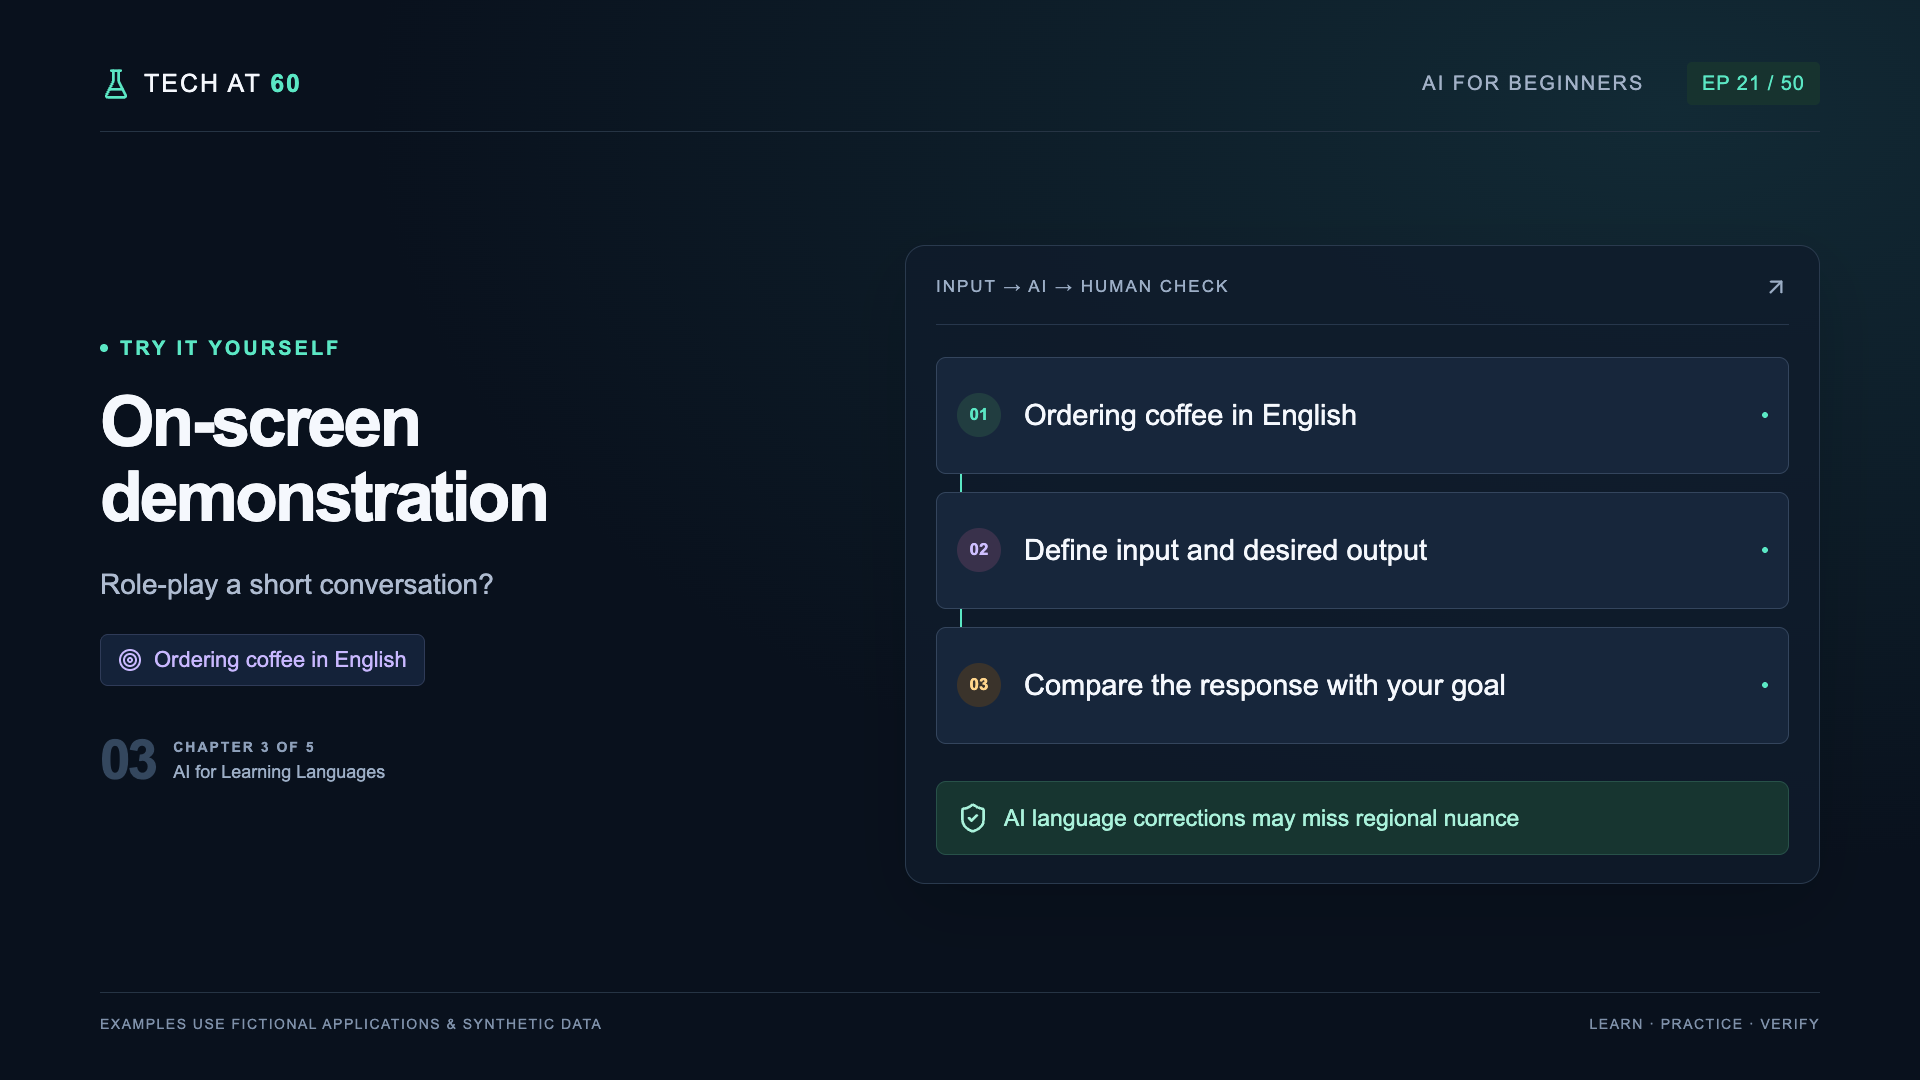 TECH AT 60
AI FOR BEGINNERS
EP 21 / 50
TRY IT YOURSELF
On-screen
demonstration
Role-play a short conversation?
Ordering coffee in English
03
CHAPTER 3 OF 5
AI for Learning Languages
INPUT → AI → HUMAN CHECK
01 Ordering coffee in English
02 Define input and desired output
03 Compare the response with your goal
AI language corrections may miss regional nuance
EXAMPLES USE FICTIONAL APPLICATIONS & SYNTHETIC DATA
LEARN · PRACTICE · VERIFY